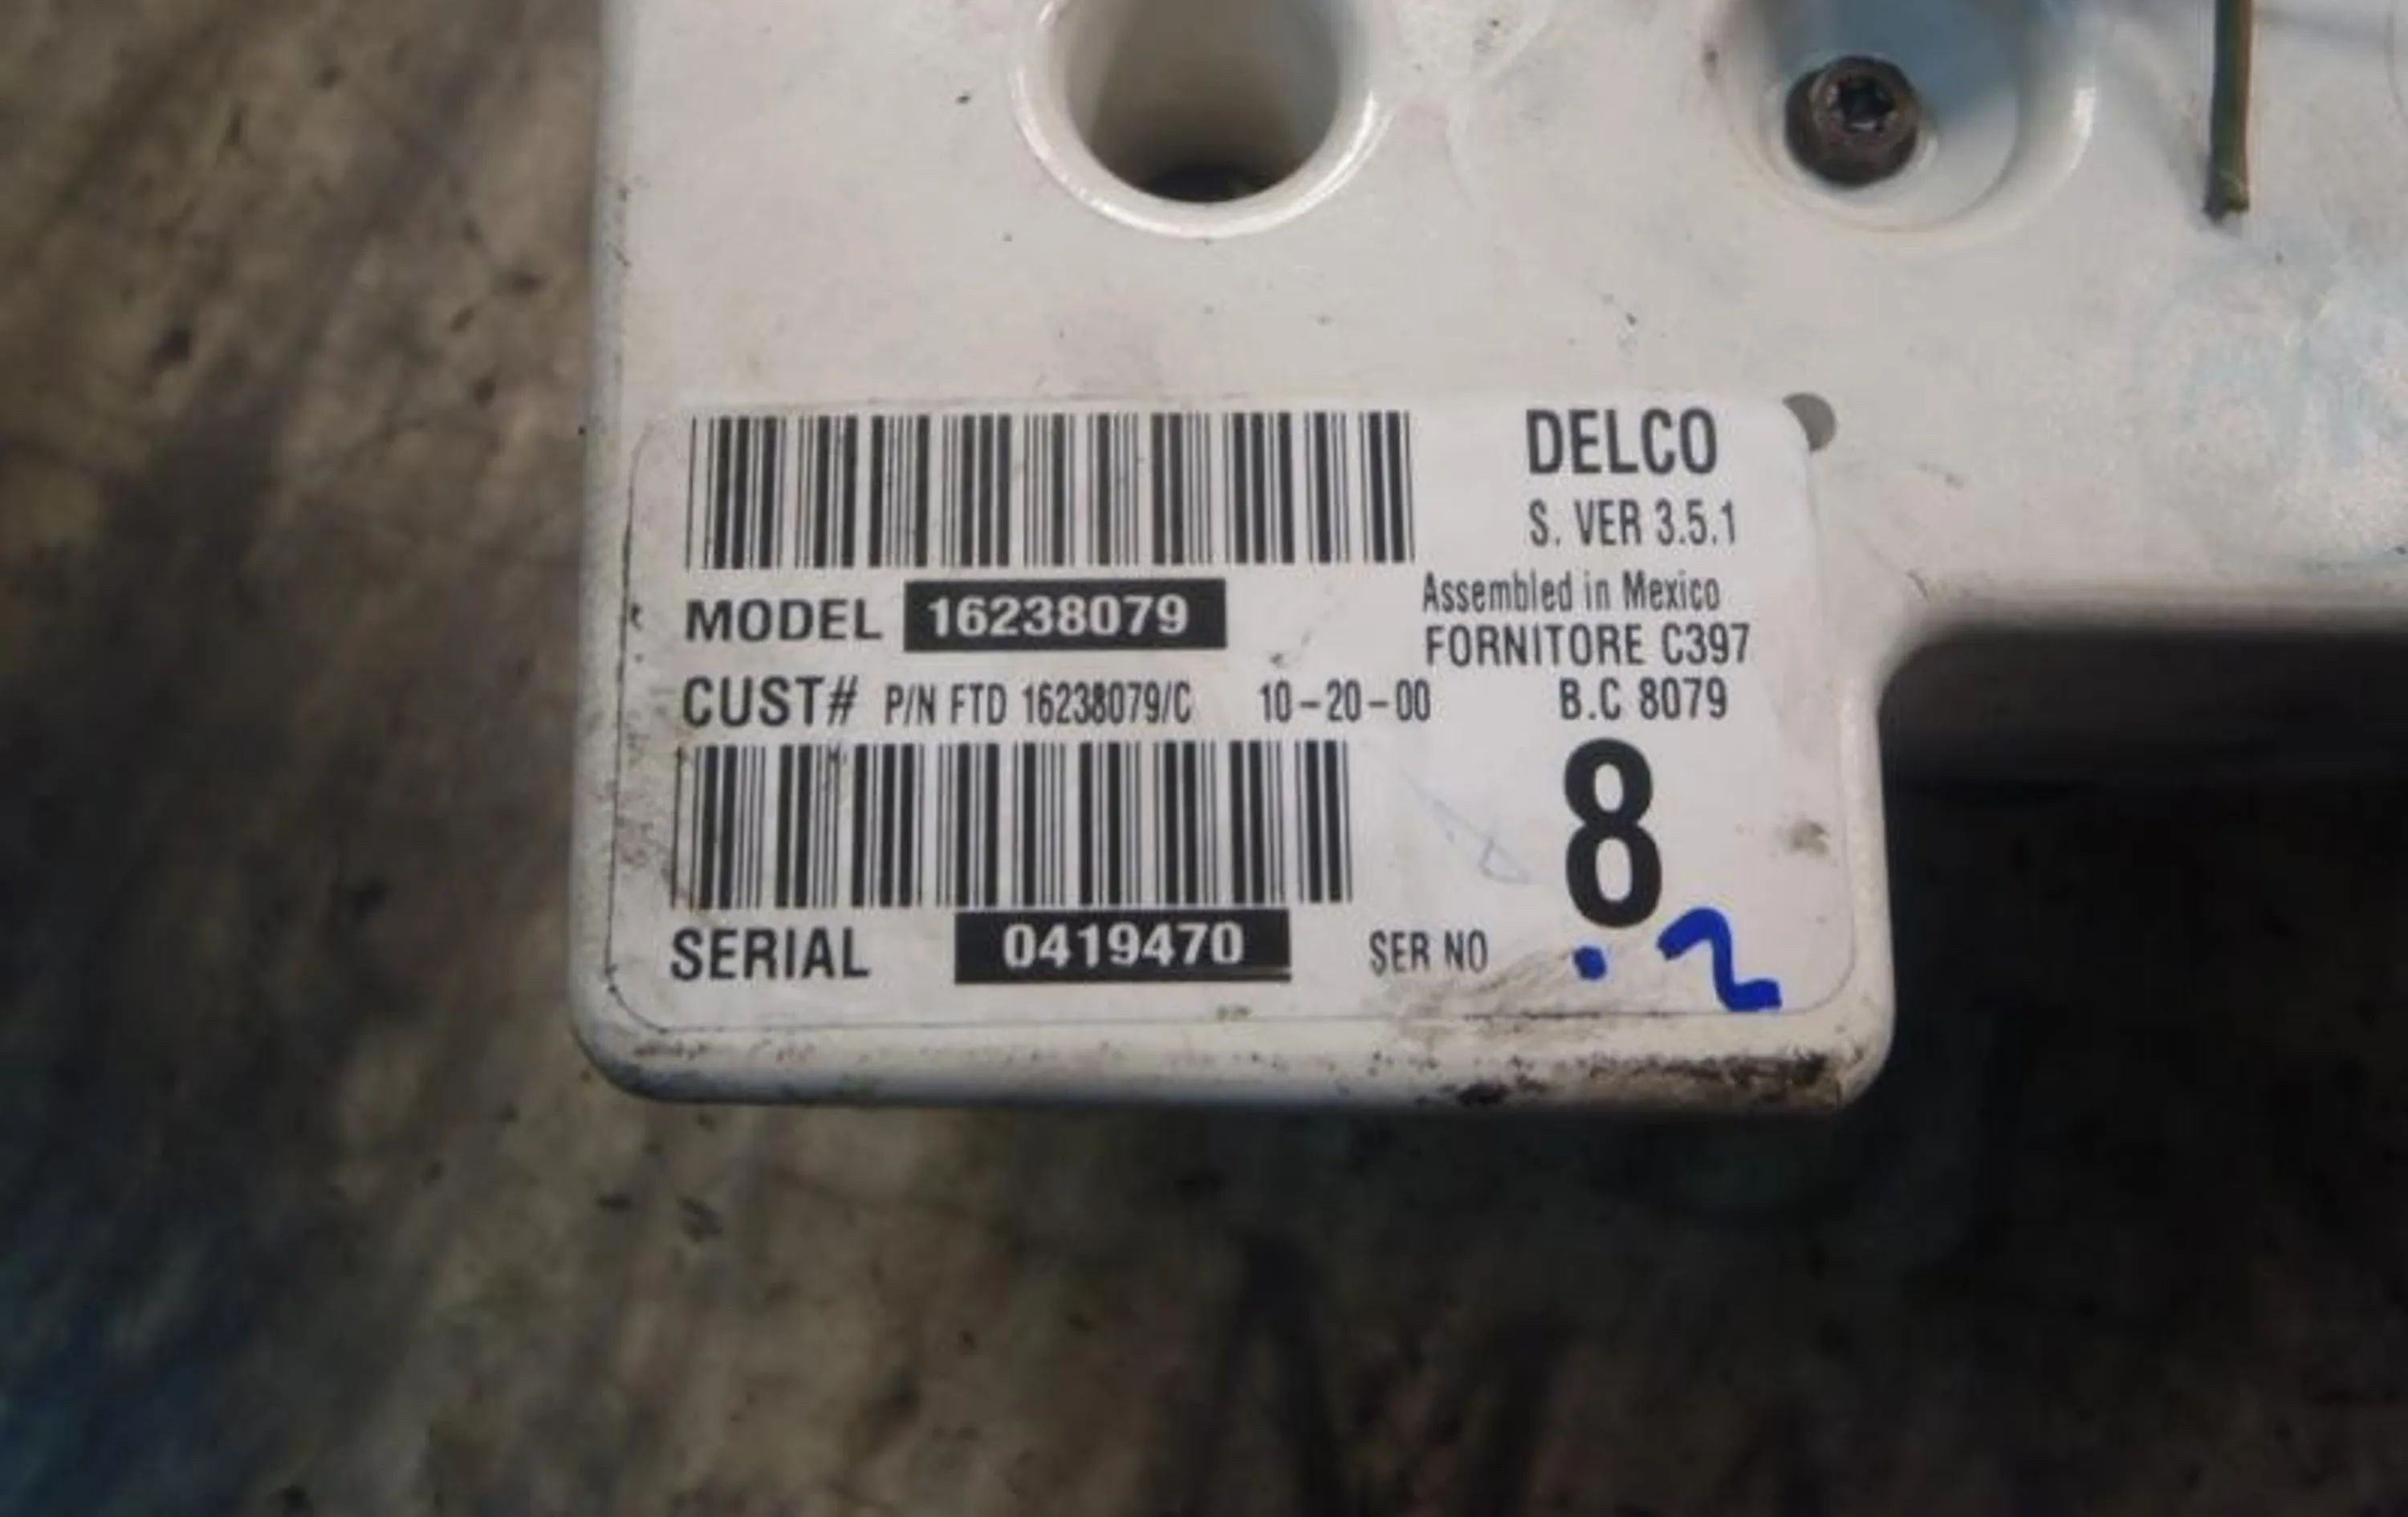 DELCO
S. VER 3.5.1
Assembled in Mexico
MODEL 16238079
FORNITORE C397
CUST# P/N FTD 16238079/C 10-20-00 B.C 8079
8
SERIAL 0419470 SER NO